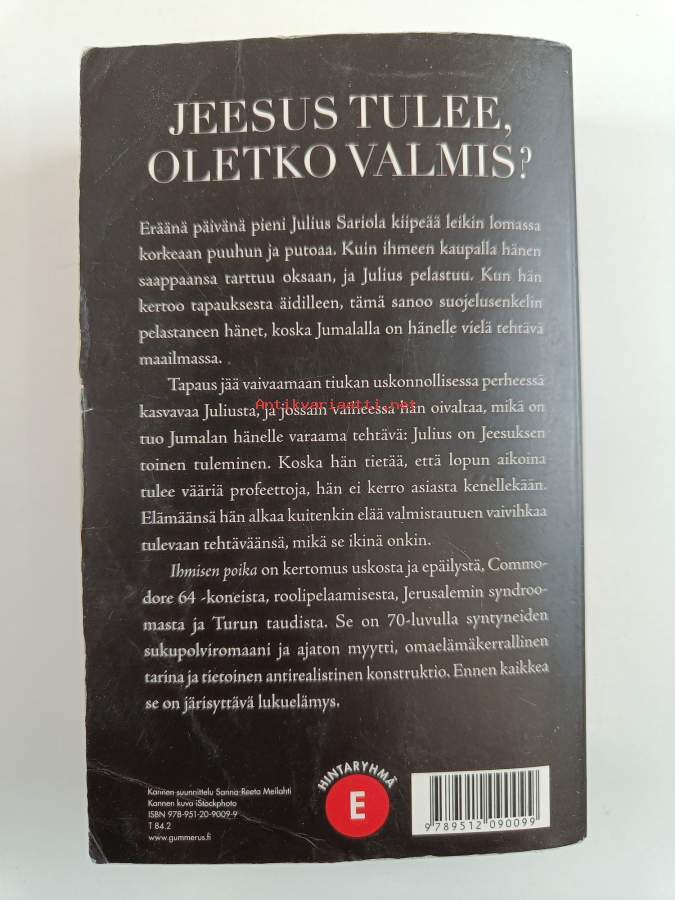 JEESUS TULEE,
OLETKO VALMIS?
Eräänä päivänä pieni Julius Sariola kiipeää leikin lomassa
korkeaan puuhun ja putoaa. Kuin ihmeen kaupalla hänen
saappaansa tarttuu oksaan, ja Julius pelastuu. Kun hän
kertoo tapauksesta äidilleen, tämä sanoo suojelusenkelin
pelastaneen hänet, koska Jumalalla on hänelle vielä tehtävä
maailmassa.
Tapaus jää vaivaamaan tiukan uskonnollisessa perheessä
kasvavaa Juliusta, ja jossain vaiheessa hän oivaltaa, mikä on
Antikvariaatti.net
tuo Jumalan hänelle varaama tehtävä: Julius on Jeesuksen
toinen tuleminen. Koska hän tietää, että lopun aikoina
tulee vääriä profeettoja, hän ei kerro asiasta kenellekään.
Elämäänsä hän alkaa kuitenkin elää valmistautuen vaivihkaa
tulevaan tehtäväänsä, mikä se ikinä onkin.
Ihmisen poika on kertomus uskosta ja epäilystä, Commo-
dore 64 -koneista, roolipelaamisesta, Jerusalemin syndroo-
masta ja Turun taudista. Se on 70-luvulla syntyneiden
sukupolviromaani ja ajaton myytti, omaelämäkerrallinen
tarina ja tietoinen antirealistinen konstruktio. Ennen kaikkea
se on järisyttävä lukuelämys.
Kannen suunnittelu Sanna-Reeta Meilahti
Kannen kuva iStockphoto
ISBN 978-951-20-9009-9
T 84.2
www.gummerus.fi
HINTARYHMÄ
E
9789512090099